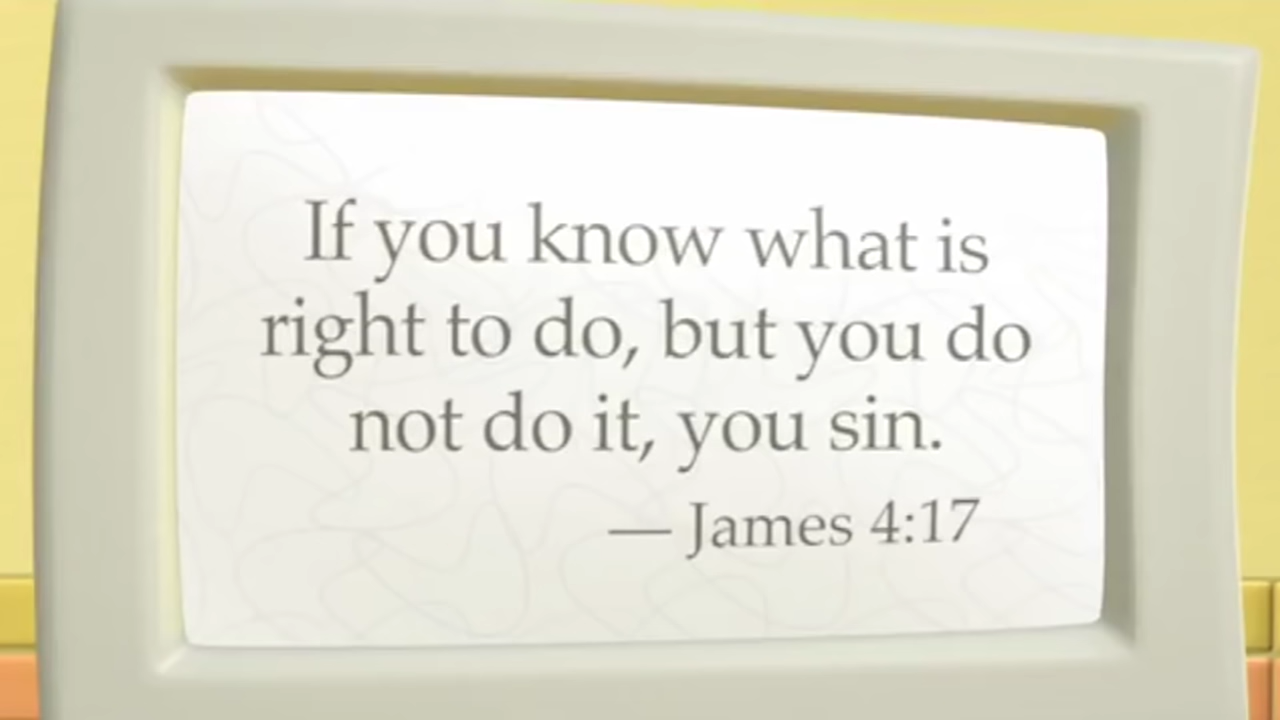 If you know what is
right to do, but you do
not do it, you sin.
— James 4:17